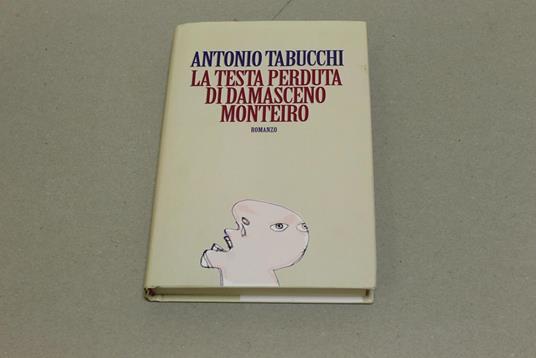 ANTONIO TABUCCHI
LA TESTA PERDUTA
DI DAMASCENO
MONTEIRO
ROMANZO